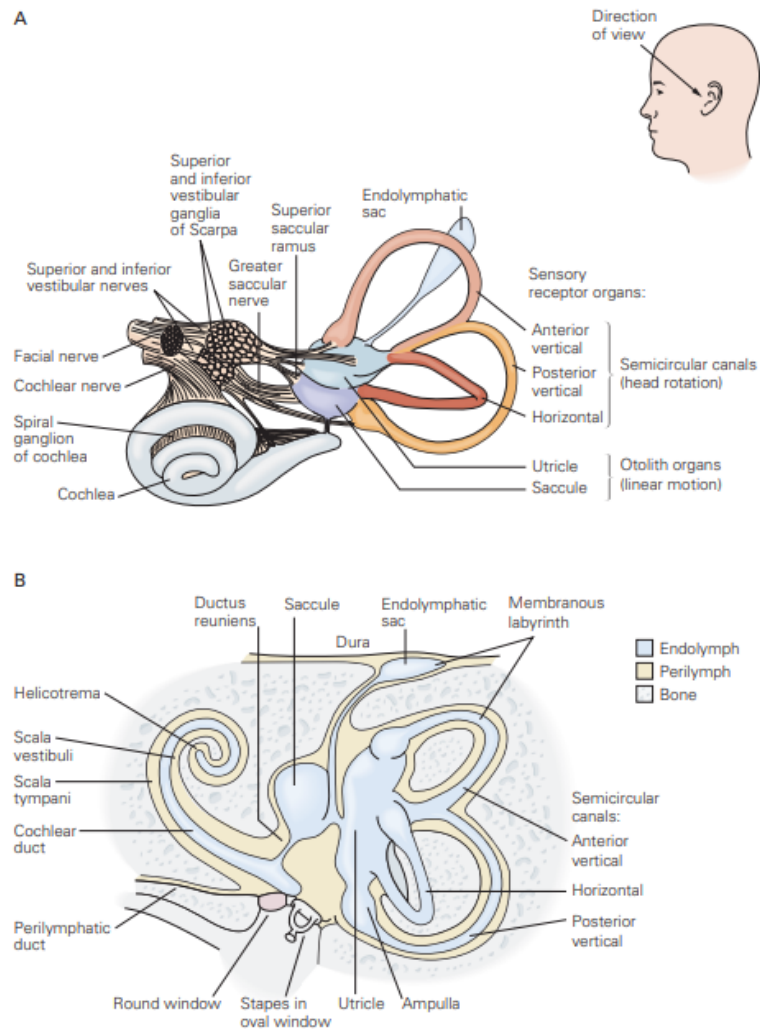 A
Direction
of view
Superior
and inferior
vestibular
ganglia
of Scarpa
Superior
saccular
ramus
Endolymphatic
sac
Superior and inferior
vestibular nerves
Greater
saccular
nerve
Sensory
receptor organs:
Facial nerve
Cochlear nerve
Spiral
ganglion
of cochlea
Cochlea
Anterior
vertical
Posterior
vertical
Horizontal
Semicircular canals
(head rotation)
Utricle
Saccule
Otolith organs
(linear motion)
B
Ductus
reuniens
Saccule
Endolymphatic
sac
Membranous
labyrinth
Dura
Endolymph
Perilymph
Bone
Helicotrema
Scala
vestibuli
Scala
tympani
Cochlear
duct
Perilymphatic
duct
Semicircular
canals:
Anterior
vertical
Horizontal
Posterior
vertical
Round window
Stapes in
oval window
Utricle
Ampulla